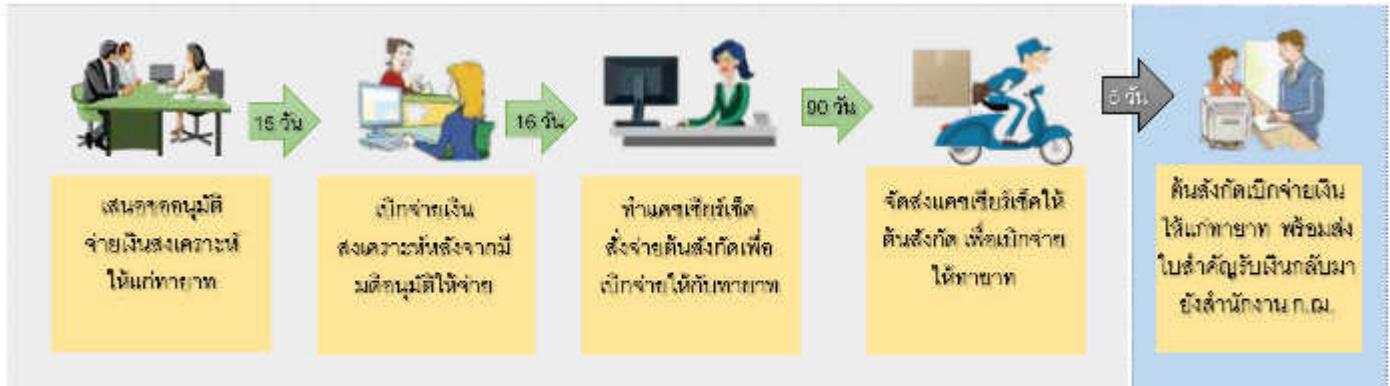 15 วัน
16 วัน
90 วัน
5 วัน
เสนอขออนุมัติ
จ่ายเงินสงเคราะห์
ให้แก่ทายาท
เบิกจ่ายเงิน
สงเคราะห์หลังจากมี
มติอนุมัติให้จ่าย
ทำแคชเชียร์เช็ค
สั่งจ่ายต้นสังกัดเพื่อ
เบิกจ่ายให้กับทายาท
จัดส่งแคชเชียร์เช็คให้
ต้นสังกัด เพื่อเบิกจ่าย
ให้ทายาท
ต้นสังกัดเบิกจ่ายเงิน
ให้แก่ทายาท พร้อมส่ง
ใบสำคัญรับเงินกลับมา
ยังสำนักงาน ก.ฌ.